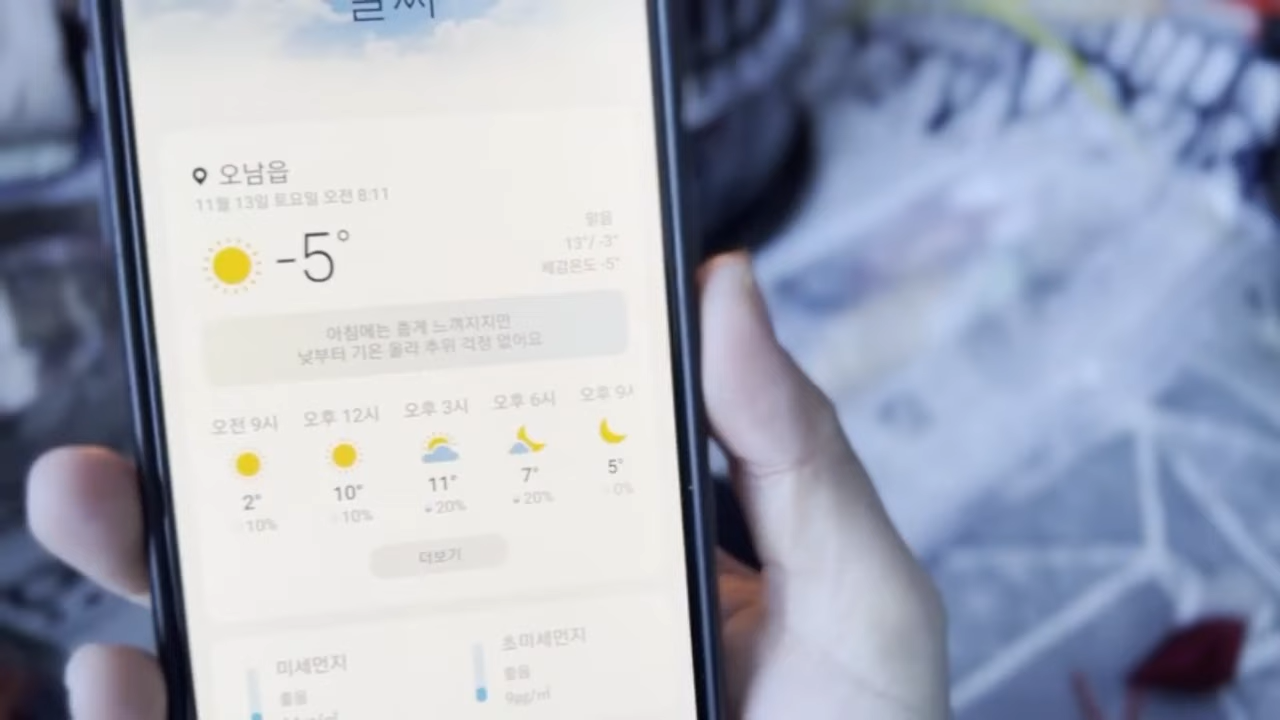 날씨
오남읍
11월 13일 토요일 오전 8:11
-5°
맑음
13°/ -3°
체감온도 -5°
아침에는 춥게 느껴지지만
낮부터 기온 올라 추위 걱정 없어요
오전 9시 오후 12시 오후 3시 오후 6시 오후 9시
2° 10° 11° 7° 5°
10% 10% 20% 20% 0%
더보기
미세먼지 초미세먼지
좋음 좋음
9㎍/㎥